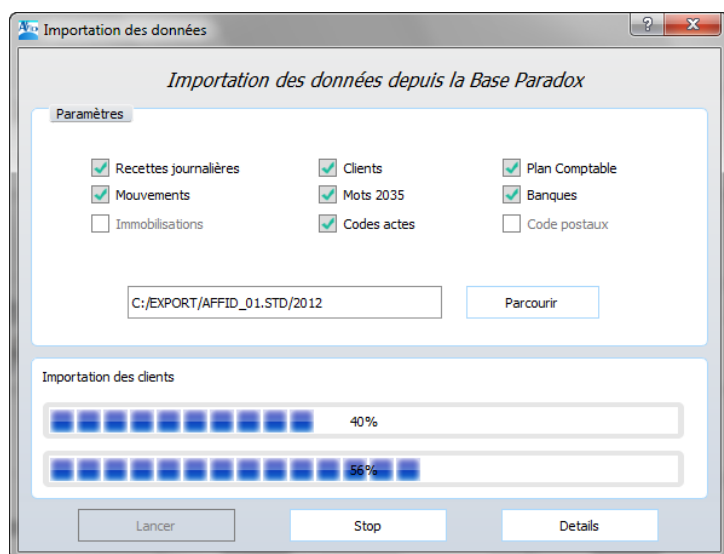 AFID Importation des données ?
Importation des données depuis la Base Paradox
Paramètres
Recettes journalières Clients Plan Comptable
Mouvements Mots 2035 Banques
Immobilisations Codes actes Code postaux
C:/EXPORT/AFFID_01.STD/2012 Parcourir
Importation des clients
40%
56%
Lancer Stop Details